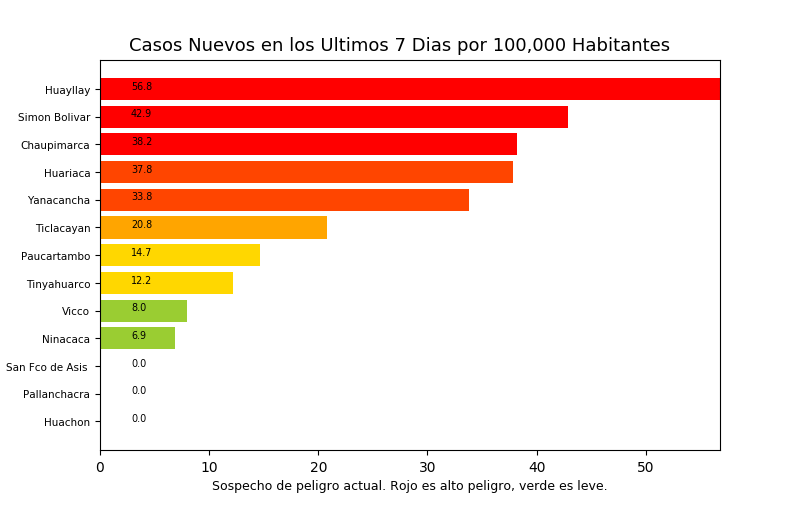 Casos Nuevos en los Ultimos 7 Dias por 100,000 Habitantes
Huayllay 56.8
Simon Bolivar 42.9
Chaupimarca 38.2
Huariaca 37.8
Yanacancha 33.8
Ticlacayan 20.8
Paucartambo 14.7
Tinyahuarco 12.2
Vicco 8.0
Ninacaca 6.9
San Fco de Asis 0.0
Pallanchacra 0.0
Huachon 0.0
0 10 20 30 40 50
Sospecho de peligro actual. Rojo es alto peligro, verde es leve.